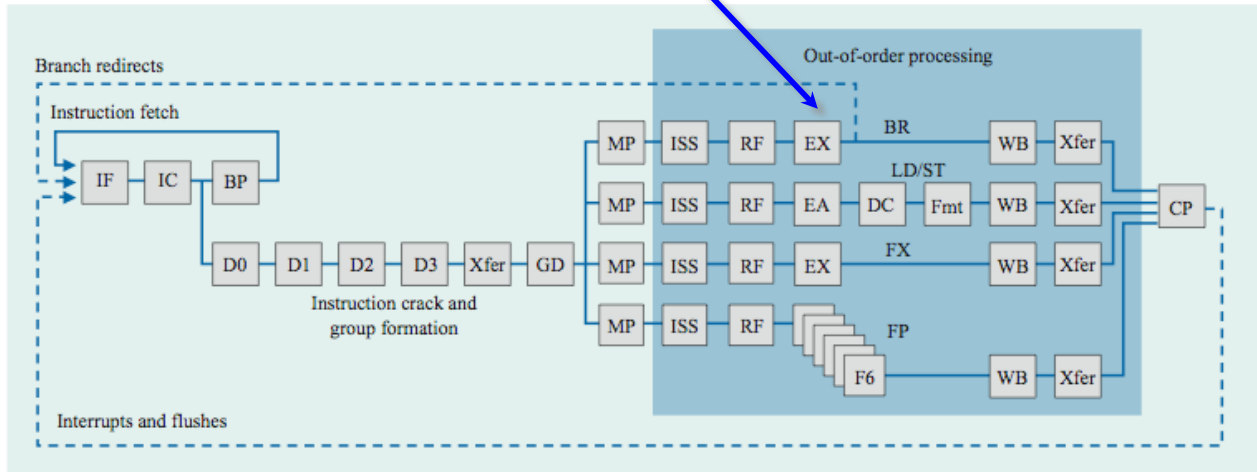 Out-of-order processing
Branch redirects
Instruction fetch
MP ISS RF EX BR WB Xfer
IF IC BP
LD/ST
MP ISS RF EA DC Fmt WB Xfer CP
D0 D1 D2 D3 Xfer GD MP ISS RF EX FX WB Xfer
Instruction crack and
group formation
MP ISS RF FP
F6 WB Xfer
Interrupts and flushes